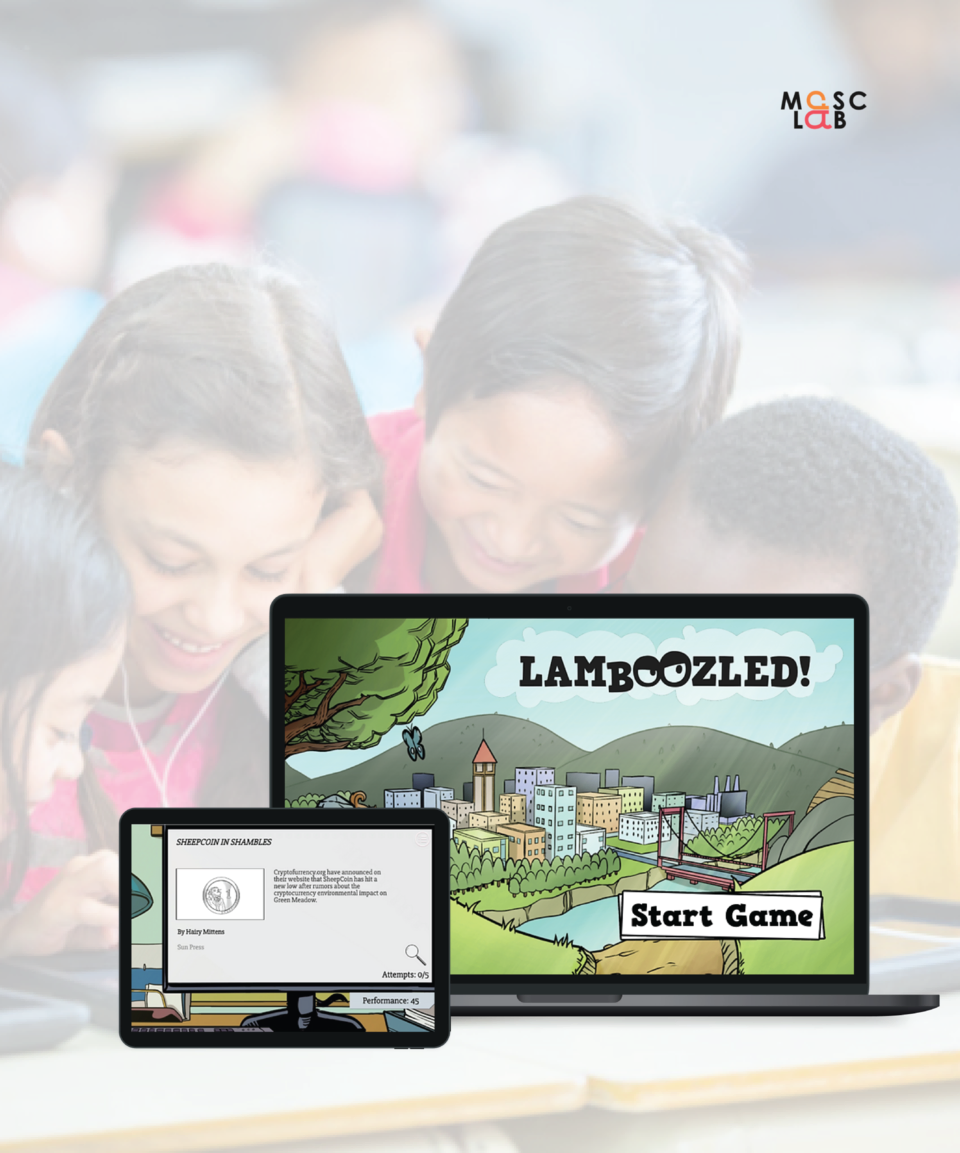 MaSC
LaB
LAMBOOZLED!
SHEEPCOIN IN SHAMBLES
Cryptofurrency.org have announced on
their website that SheepCoin has hit a
new low after rumors about the
cryptocurrency environmental impact on
Green Meadow.
By Hairy Mittens
Sun Press
Attempts: 0/5
Performance: 45
Start Game